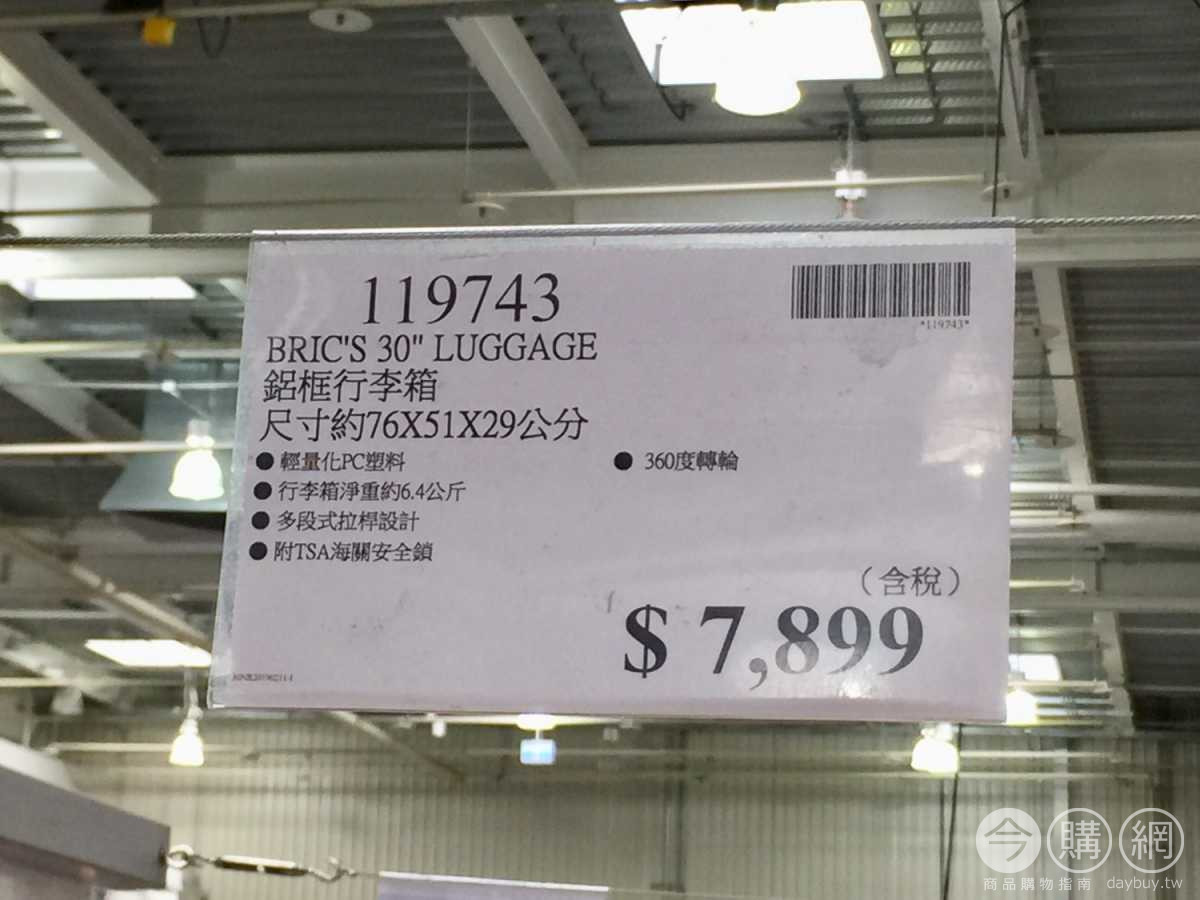 119743
*119743*
BRIC'S 30" LUGGAGE
鋁框行李箱
尺寸約76X51X29公分
● 輕量化PC塑料
● 360度轉輪
● 行李箱淨重約6.4公斤
● 多段式拉桿設計
● 附TSA海關安全鎖
（含稅）
$ 7,899
今購網
商品購物指南 daybuy.tw